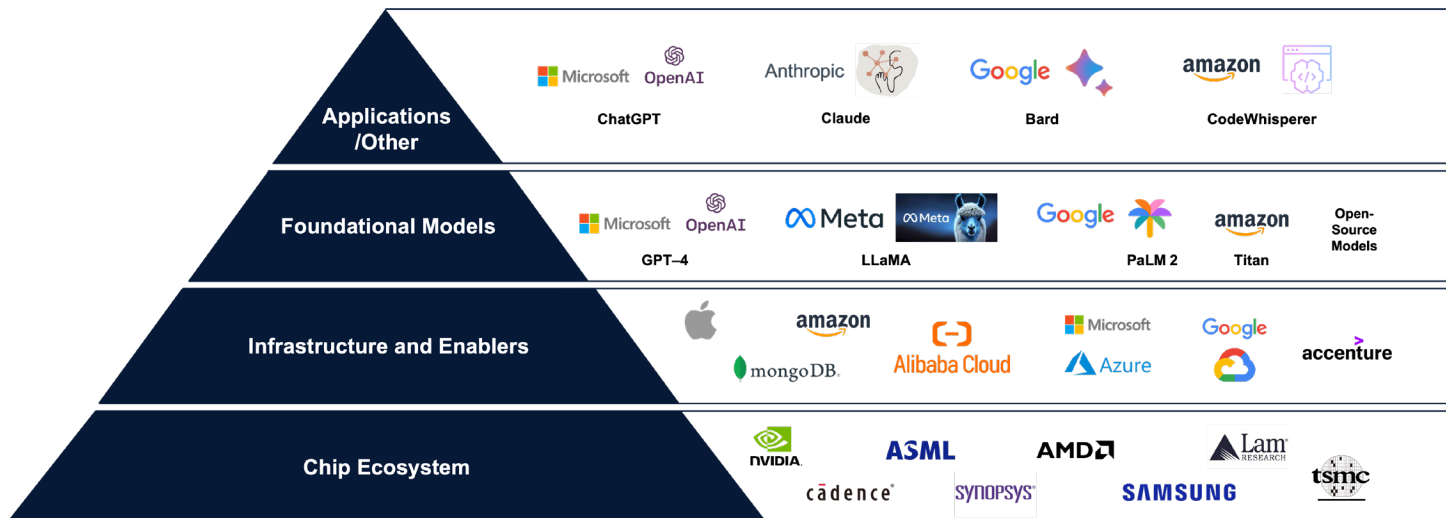 Applications
/Other
Microsoft
OpenAI
ChatGPT
Anthropic
Claude
Google
Bard
amazon
CodeWhisperer
Foundational Models
Microsoft
OpenAI
GPT–4
Meta
Meta
LLaMA
Google
PaLM 2
amazon
Titan
Open-
Source
Models
Infrastructure and Enablers
amazon
mongoDB®
Alibaba Cloud
Microsoft
Azure
Google
accenture
Chip Ecosystem
NVIDIA.
ASML
AMD
Lam®
RESEARCH
cādence®
SYNOPSYS®
SAMSUNG
tsmc